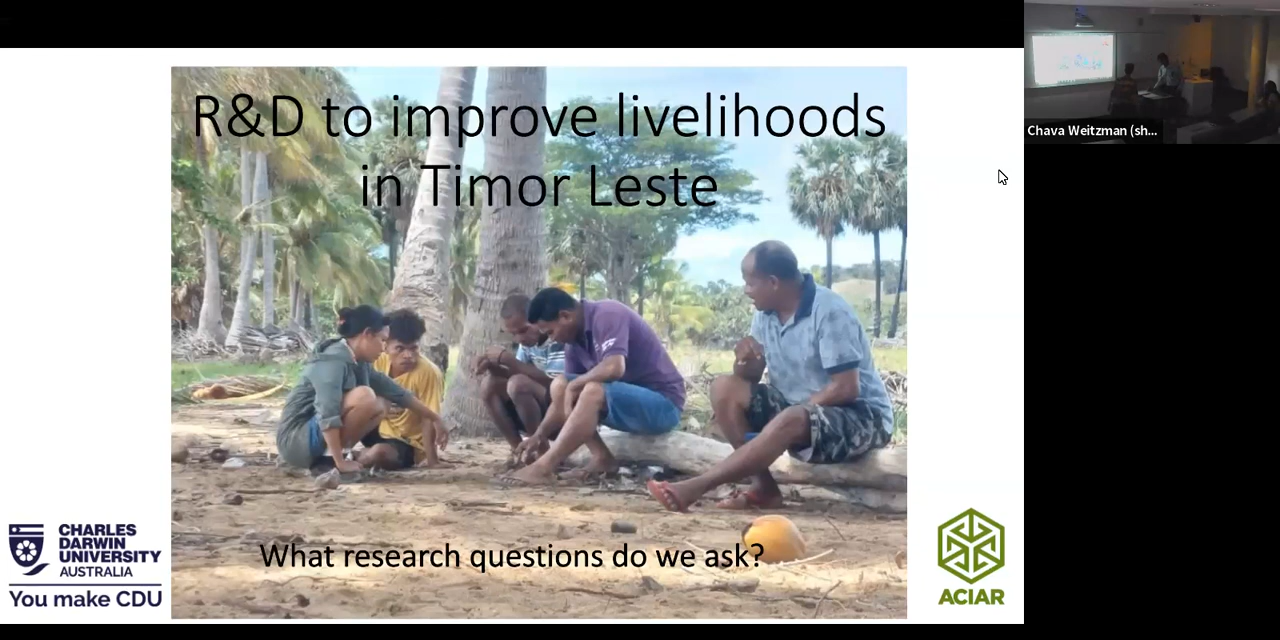 R&D to improve livelihoods
in Timor Leste
Chava Weitzman (sh...
What research questions do we ask?
CHARLES
DARWIN
UNIVERSITY
AUSTRALIA
You make CDU
ACIAR